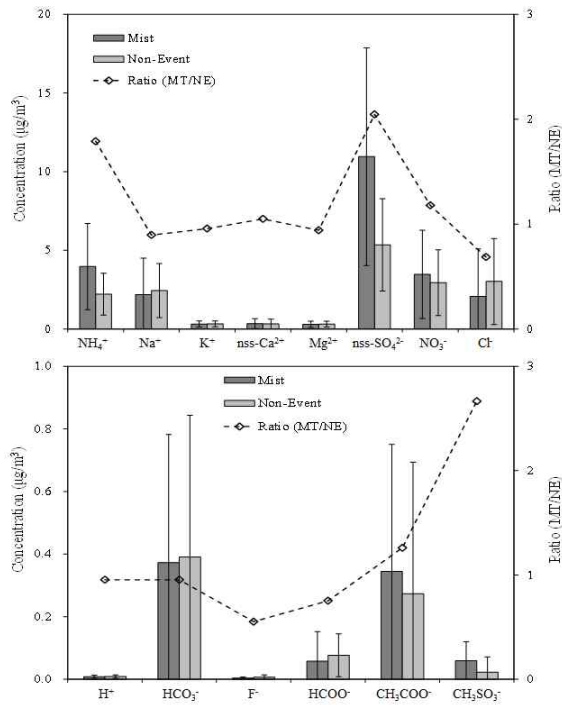 20
15
10
5
0
Concentration (μg/m³)
3
2
1
0
Ratio (MT/NE)
Mist
Non-Event
Ratio (MT/NE)
NH₄⁺ Na⁺ K⁺ nss-Ca²⁺ Mg²⁺ nss-SO₄²⁻ NO₃⁻ Cl⁻
1.0
0.8
0.6
0.4
0.2
0.0
Concentration (μg/m³)
3
2
1
0
Ratio (MT/NE)
Mist
Non-Event
Ratio (MT/NE)
H⁺ HCO₃⁻ F⁻ HCOO⁻ CH₃COO⁻ CH₃SO₃⁻